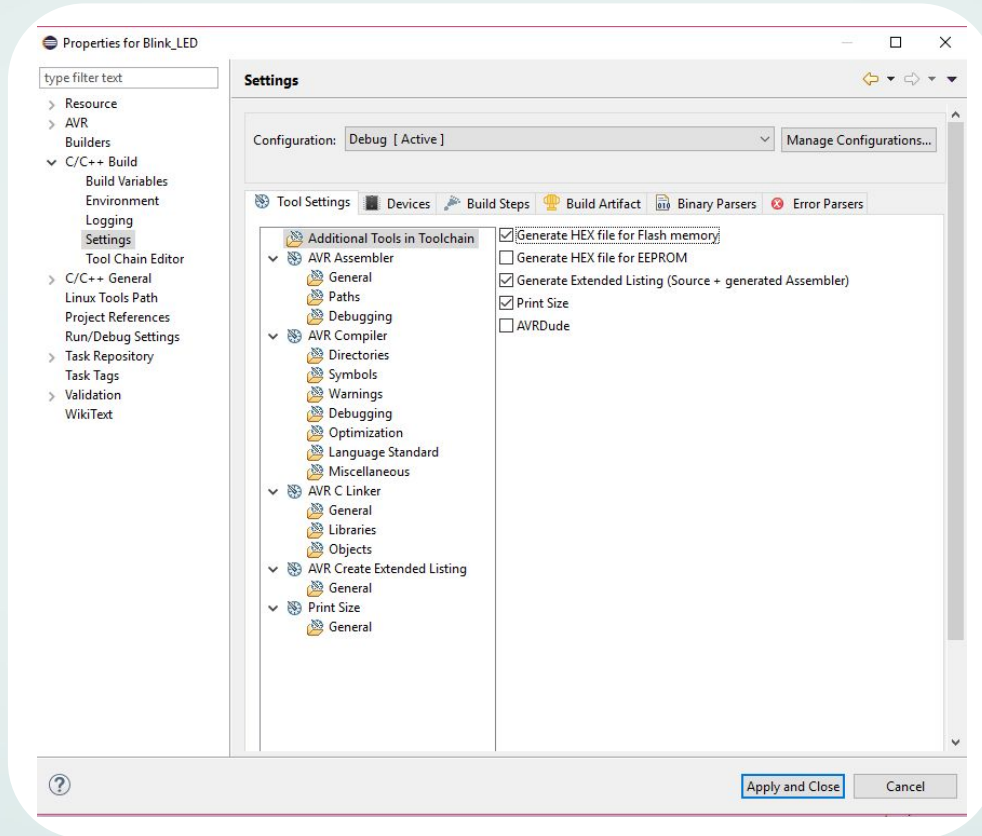 Properties for Blink_LED
type filter text
Resource
AVR
Builders
C/C++ Build
Build Variables
Environment
Logging
Settings
Tool Chain Editor
C/C++ General
Linux Tools Path
Project References
Run/Debug Settings
Task Repository
Task Tags
Validation
WikiText
Settings
Configuration: Debug [ Active ] Manage Configurations...
Tool Settings Devices Build Steps Build Artifact Binary Parsers Error Parsers
Additional Tools in Toolchain
AVR Assembler
General
Paths
Debugging
AVR Compiler
Directories
Symbols
Warnings
Debugging
Optimization
Language Standard
Miscellaneous
AVR C Linker
General
Libraries
Objects
AVR Create Extended Listing
General
Print Size
General
Generate HEX file for Flash memory
Generate HEX file for EEPROM
Generate Extended Listing (Source + generated Assembler)
Print Size
AVRDude
? Apply and Close Cancel